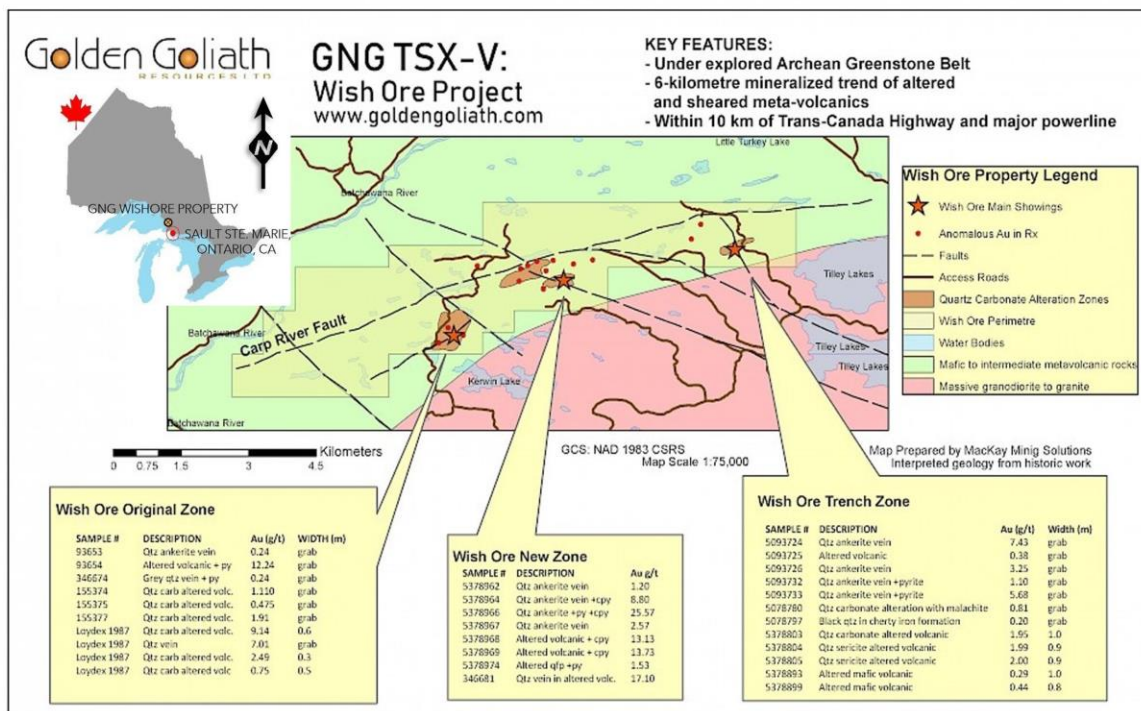 Golden Goliath
RESOURCES LTD
GNG TSX-V:
Wish Ore Project
www.goldengoliath.com
KEY FEATURES:
- Under explored Archean Greenstone Belt
- 6-kilometre mineralized trend of altered
and sheared meta-volcanics
- Within 10 km of Trans-Canada Highway and major powerline
N
GNG WISHORE PROPERTY
SAULT STE. MARIE,
ONTARIO, CA
Little Turkey Lake
Batchawana River
Tilley Lakes
Batchawana River
Carp River Fault
Tilley Lakes
Tilley Lakes
Kerwin Lake
Batchawana River
Wish Ore Property Legend
Wish Ore Main Showings
Anomalous Au in Rx
Faults
Access Roads
Quartz Carbonate Alteration Zones
Wish Ore Perimetre
Water Bodies
Mafic to intermediate metavolcanic rocks
Massive granodiorite to granite
Kilometers
0 0.75 1.5 3 4.5
GCS: NAD 1983 CSRS
Map Scale 1:75,000
Map Prepared by MacKay Minig Solutions
Interpreted geology from historic work
Wish Ore Original Zone
SAMPLE # DESCRIPTION Au (g/t) WIDTH (m)
93653 Qtz ankerite vein 0.24 grab
93654 Altered volcanic + py 12.24 grab
346674 Grey qtz vein + py 0.24 grab
155374 Qtz carb altered volc. 1.110 grab
155375 Qtz carb altered volc. 0.475 grab
155377 Qtz carb altered volc. 1.91 grab
Loydex 1987 Qtz carb altered volc. 9.14 0.6
Loydex 1987 Qtz vein 7.01 grab
Loydex 1987 Qtz carb altered volc. 2.49 0.3
Loydex 1987 Qtz carb altered volc. 0.75 0.5
Wish Ore New Zone
SAMPLE # DESCRIPTION Au g/t
5378962 Qtz ankerite vein 1.20
5378964 Qtz ankerite vein +cpy 8.80
5378966 Qtz ankerite +py +cpy 25.57
5378967 Qtz ankerite vein 2.57
5378968 Altered volcanic + cpy 13.13
5378969 Altered volcanic + cpy 13.73
5378974 Altered qfp +py 1.53
346681 Qtz vein in altered volc. 17.10
Wish Ore Trench Zone
SAMPLE # DESCRIPTION Au (g/t) Width (m)
5093724 Qtz ankerite vein 7.43 grab
5093725 Altered volcanic 0.38 grab
5093726 Qtz ankerite vein 3.25 grab
5093732 Qtz ankerite vein +pyrite 1.10 grab
5093733 Qtz ankerite vein +pyrite 5.68 grab
5078780 Qtz carbonate alteration with malachite 0.81 grab
5078797 Black qtz in cherty iron formation 0.20 grab
5378803 Qtz carbonate altered volcanic 1.95 1.0
5378804 Qtz sericite altered volcanic 1.99 0.9
5378805 Qtz sericite altered volcanic 2.00 0.9
5378893 Altered mafic volcanic 0.29 1.0
5378899 Altered mafic volcanic 0.44 0.8